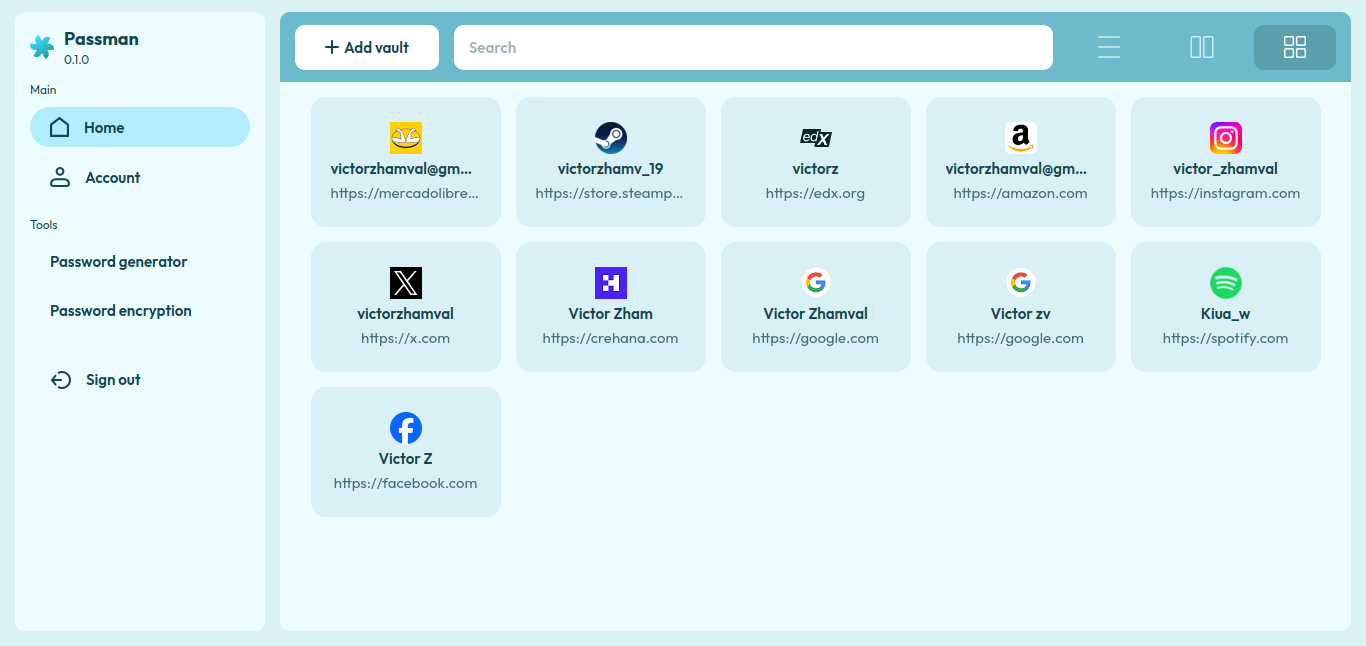 Passman
0.1.0
Main
Home
Account
Tools
Password generator
Password encryption
Sign out
Add vault
Search
victorzhamval@gm...
https://mercadolibre...
victorzhamv_19
https://store.steamp...
edX
victorz
https://edx.org
a
victorzhamval@gm...
https://amazon.com
victor_zhamval
https://instagram.com
X
victorzhamval
https://x.com
Victor Zham
https://crehana.com
G
Victor Zhamval
https://google.com
G
Victor zv
https://google.com
Kiua_w
https://spotify.com
f
Victor Z
https://facebook.com